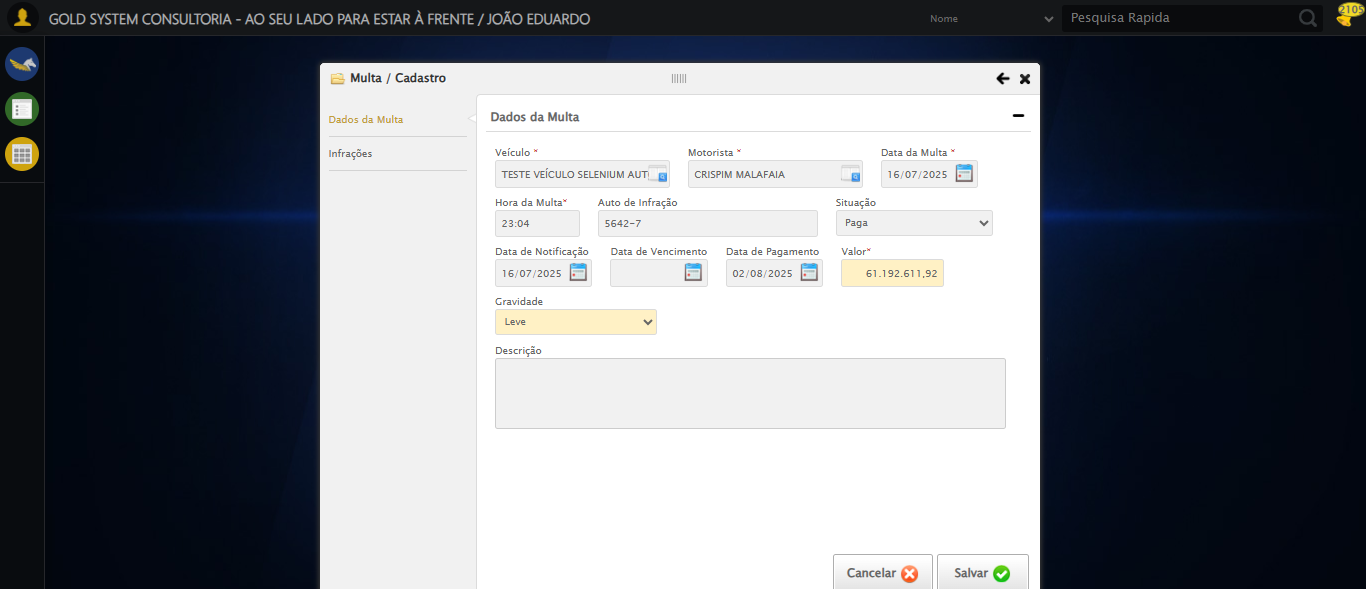 GOLD SYSTEM CONSULTORIA - AO SEU LADO PARA ESTAR À FRENTE / JOÃO EDUARDO
Nome
Pesquisa Rapida
2105
Multa / Cadastro
Dados da Multa
Infrações
Dados da Multa
Veículo * Motorista * Data da Multa *
TESTE VEÍCULO SELENIUM AUT CRISPIM MALAFAIA 16/07/2025
Hora da Multa* Auto de Infração Situação
23:04 5642-7 Paga
Data de Notificação Data de Vencimento Data de Pagamento Valor*
16/07/2025 02/08/2025 61.192.611,92
Gravidade
Leve
Descrição
Cancelar Salvar